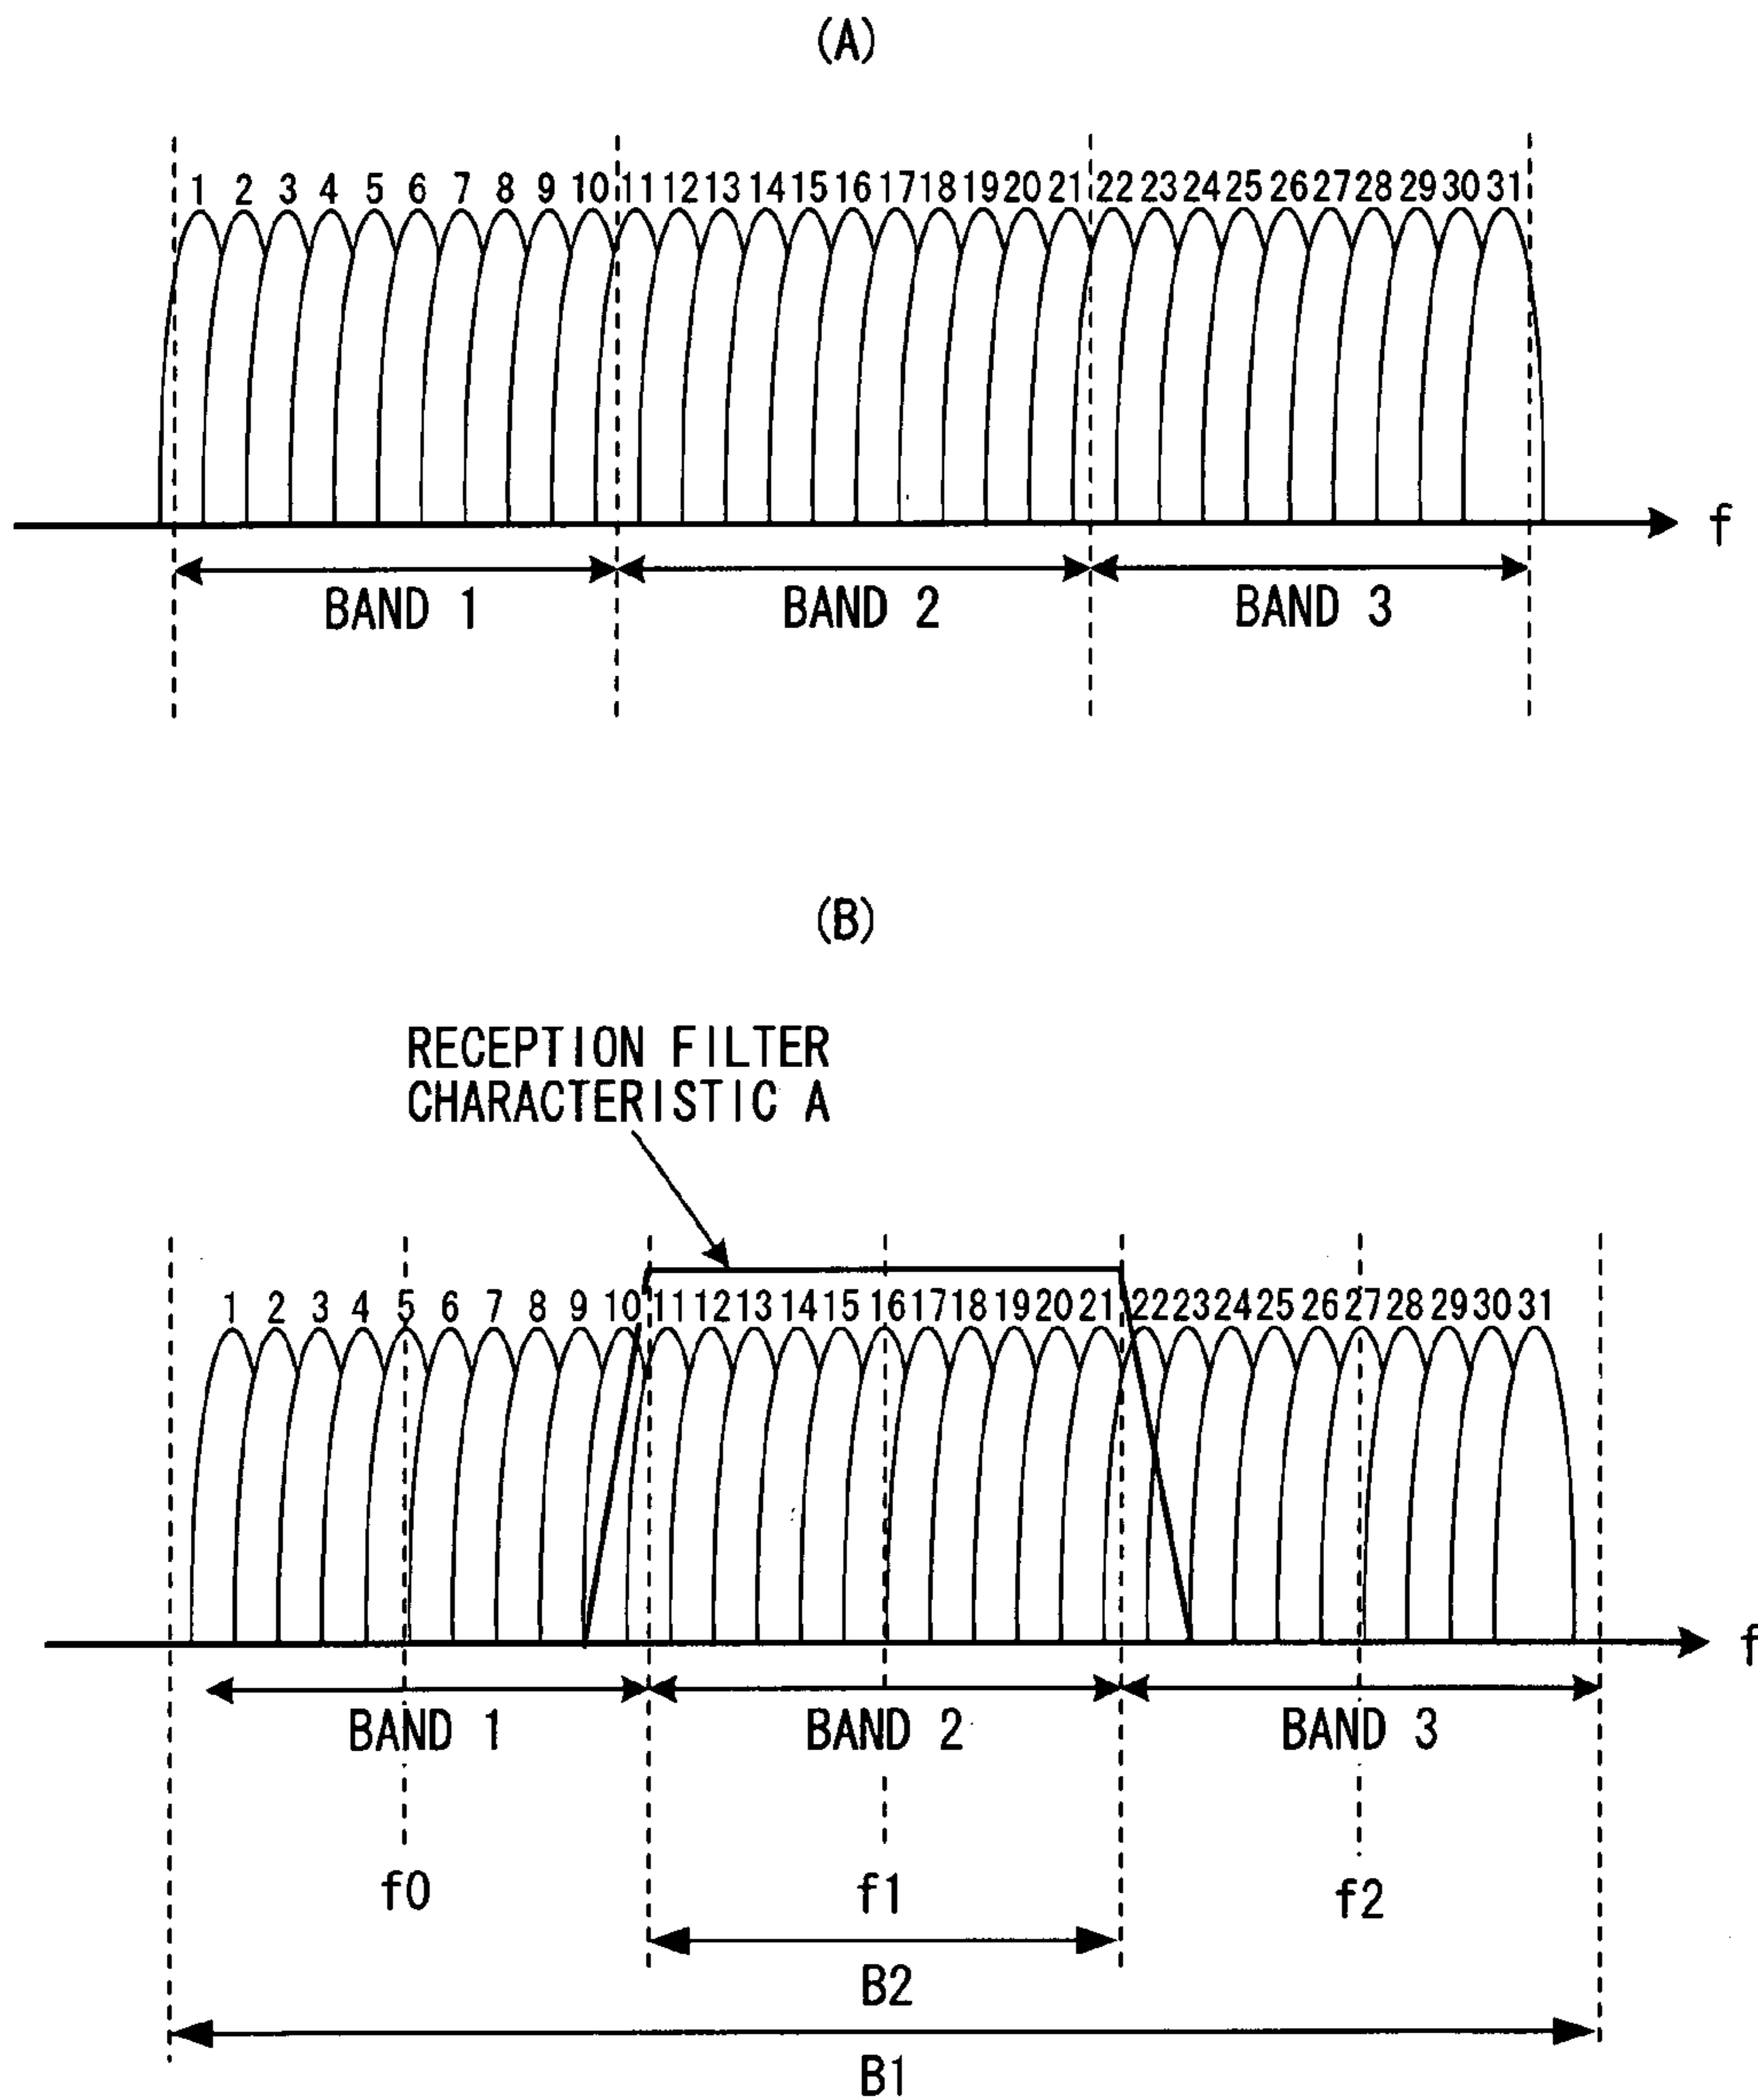 (A)
1 2 3 4 5 6 7 8 9 10 11 12 13 14 15 16 17 18 19 20 21 22 23 24 25 26 27 28 29 30 31
f
BAND 1 BAND 2 BAND 3
(B)
RECEPTION FILTER
CHARACTERISTIC A
1 2 3 4 5 6 7 8 9 10 11 12 13 14 15 16 17 18 19 20 21 22 23 24 25 26 27 28 29 30 31
f
BAND 1 BAND 2 BAND 3
f0 f1 f2
B2
B1